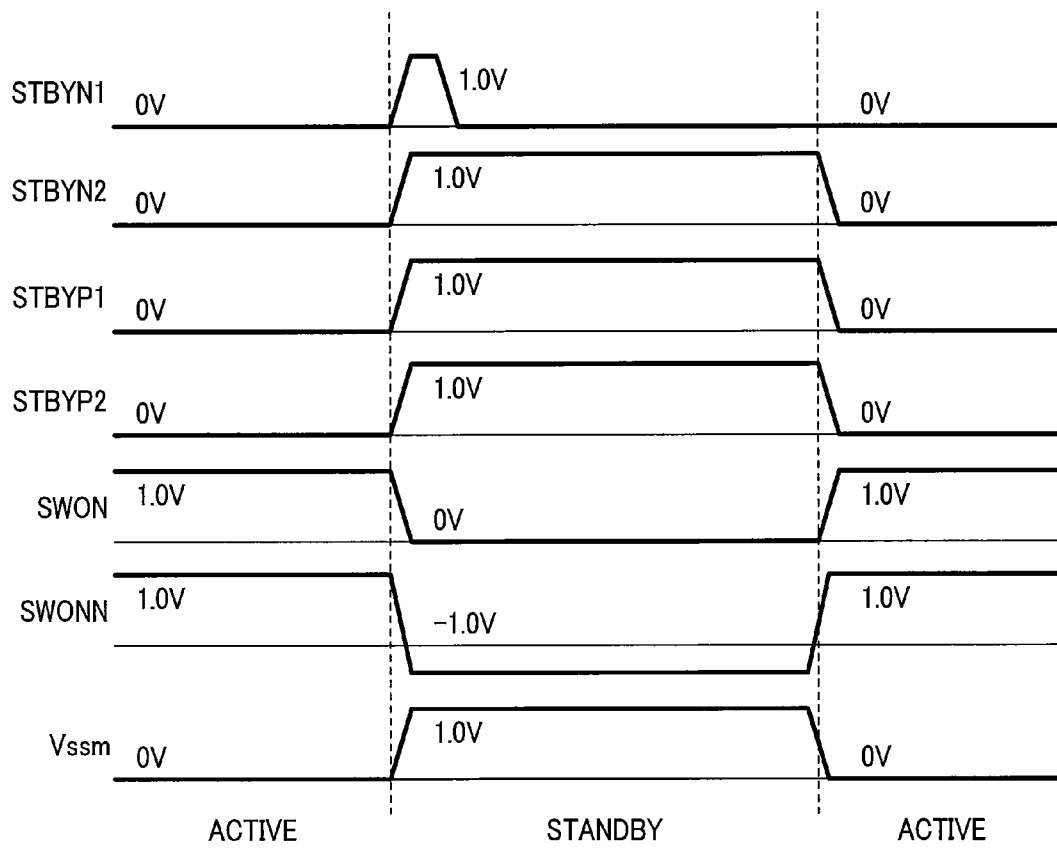 STBYN1 0V 1.0V 0V
STBYN2 0V 1.0V 0V
STBYP1 0V 1.0V 0V
STBYP2 0V 1.0V 0V
SWON 1.0V 0V 1.0V
SWONN 1.0V -1.0V 1.0V
Vssm 0V 1.0V 0V
ACTIVE STANDBY ACTIVE